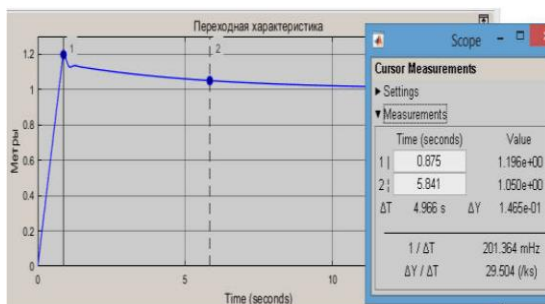 Переходная характеристика
Метры
1.2
1
0.8
0.6
0.4
0.2
0
0
5
10
Time (seconds)
1
2
Scope
Cursor Measurements
Settings
Measurements
Time (seconds) Value
1 0.875 1.196e+00
2 5.841 1.050e+00
ΔT 4.966 s ΔY 1.465e-01
1 / ΔT 201.364 mHz
ΔY / ΔT 29.504 (/ks)